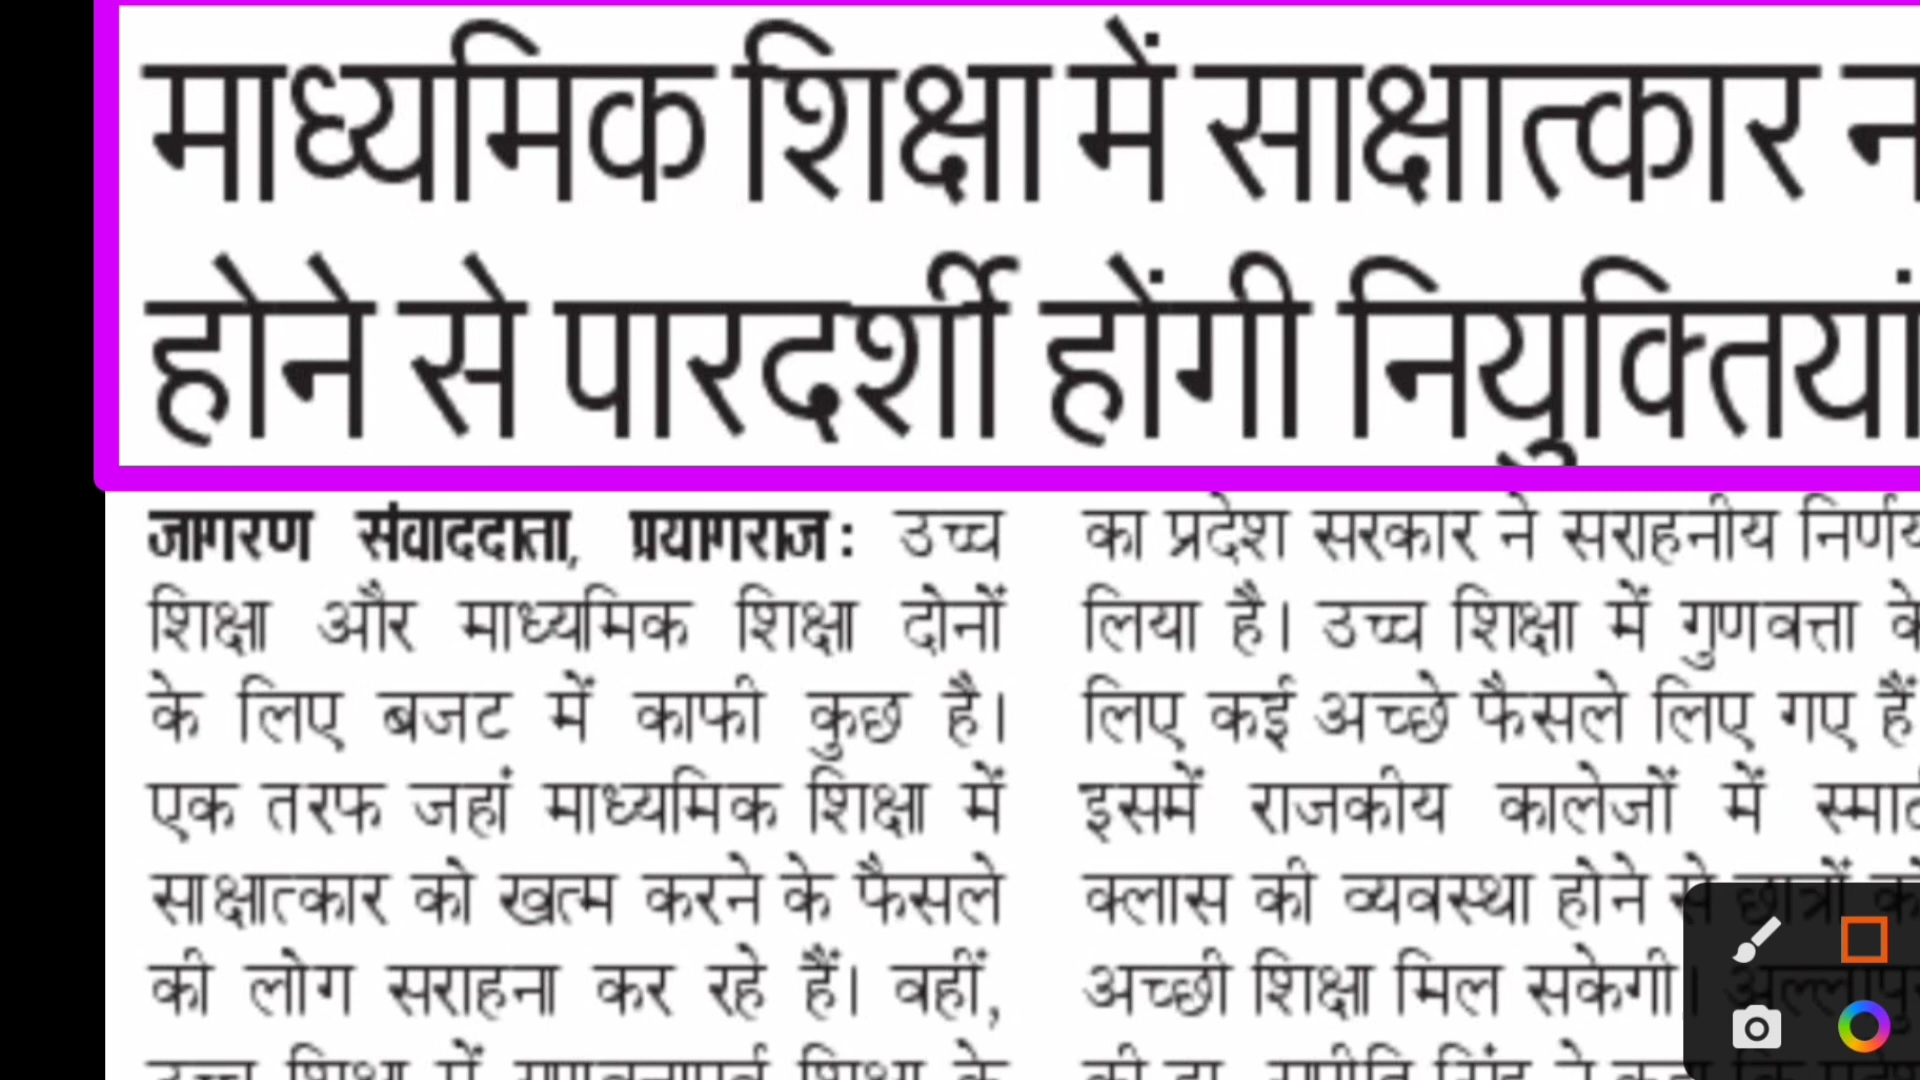 माध्यमिक शिक्षा में साक्षात्कार न
होने से पारदर्शी होंगी नियुक्तियां
जागरण संवाददाता, प्रयागराज: उच्च
शिक्षा और माध्यमिक शिक्षा दोनों
के लिए बजट में काफी कुछ है।
एक तरफ जहां माध्यमिक शिक्षा में
साक्षात्कार को खत्म करने के फैसले
की लोग सराहना कर रहे हैं। वहीं,
का प्रदेश सरकार ने सराहनीय निर्णय
लिया है। उच्च शिक्षा में गुणवत्ता के
लिए कई अच्छे फैसले लिए गए हैं
इसमें राजकीय कालेजों में
क्लास की व्यवस्था होने से छात्रों को
अच्छी शिक्षा मिल सकेगी।